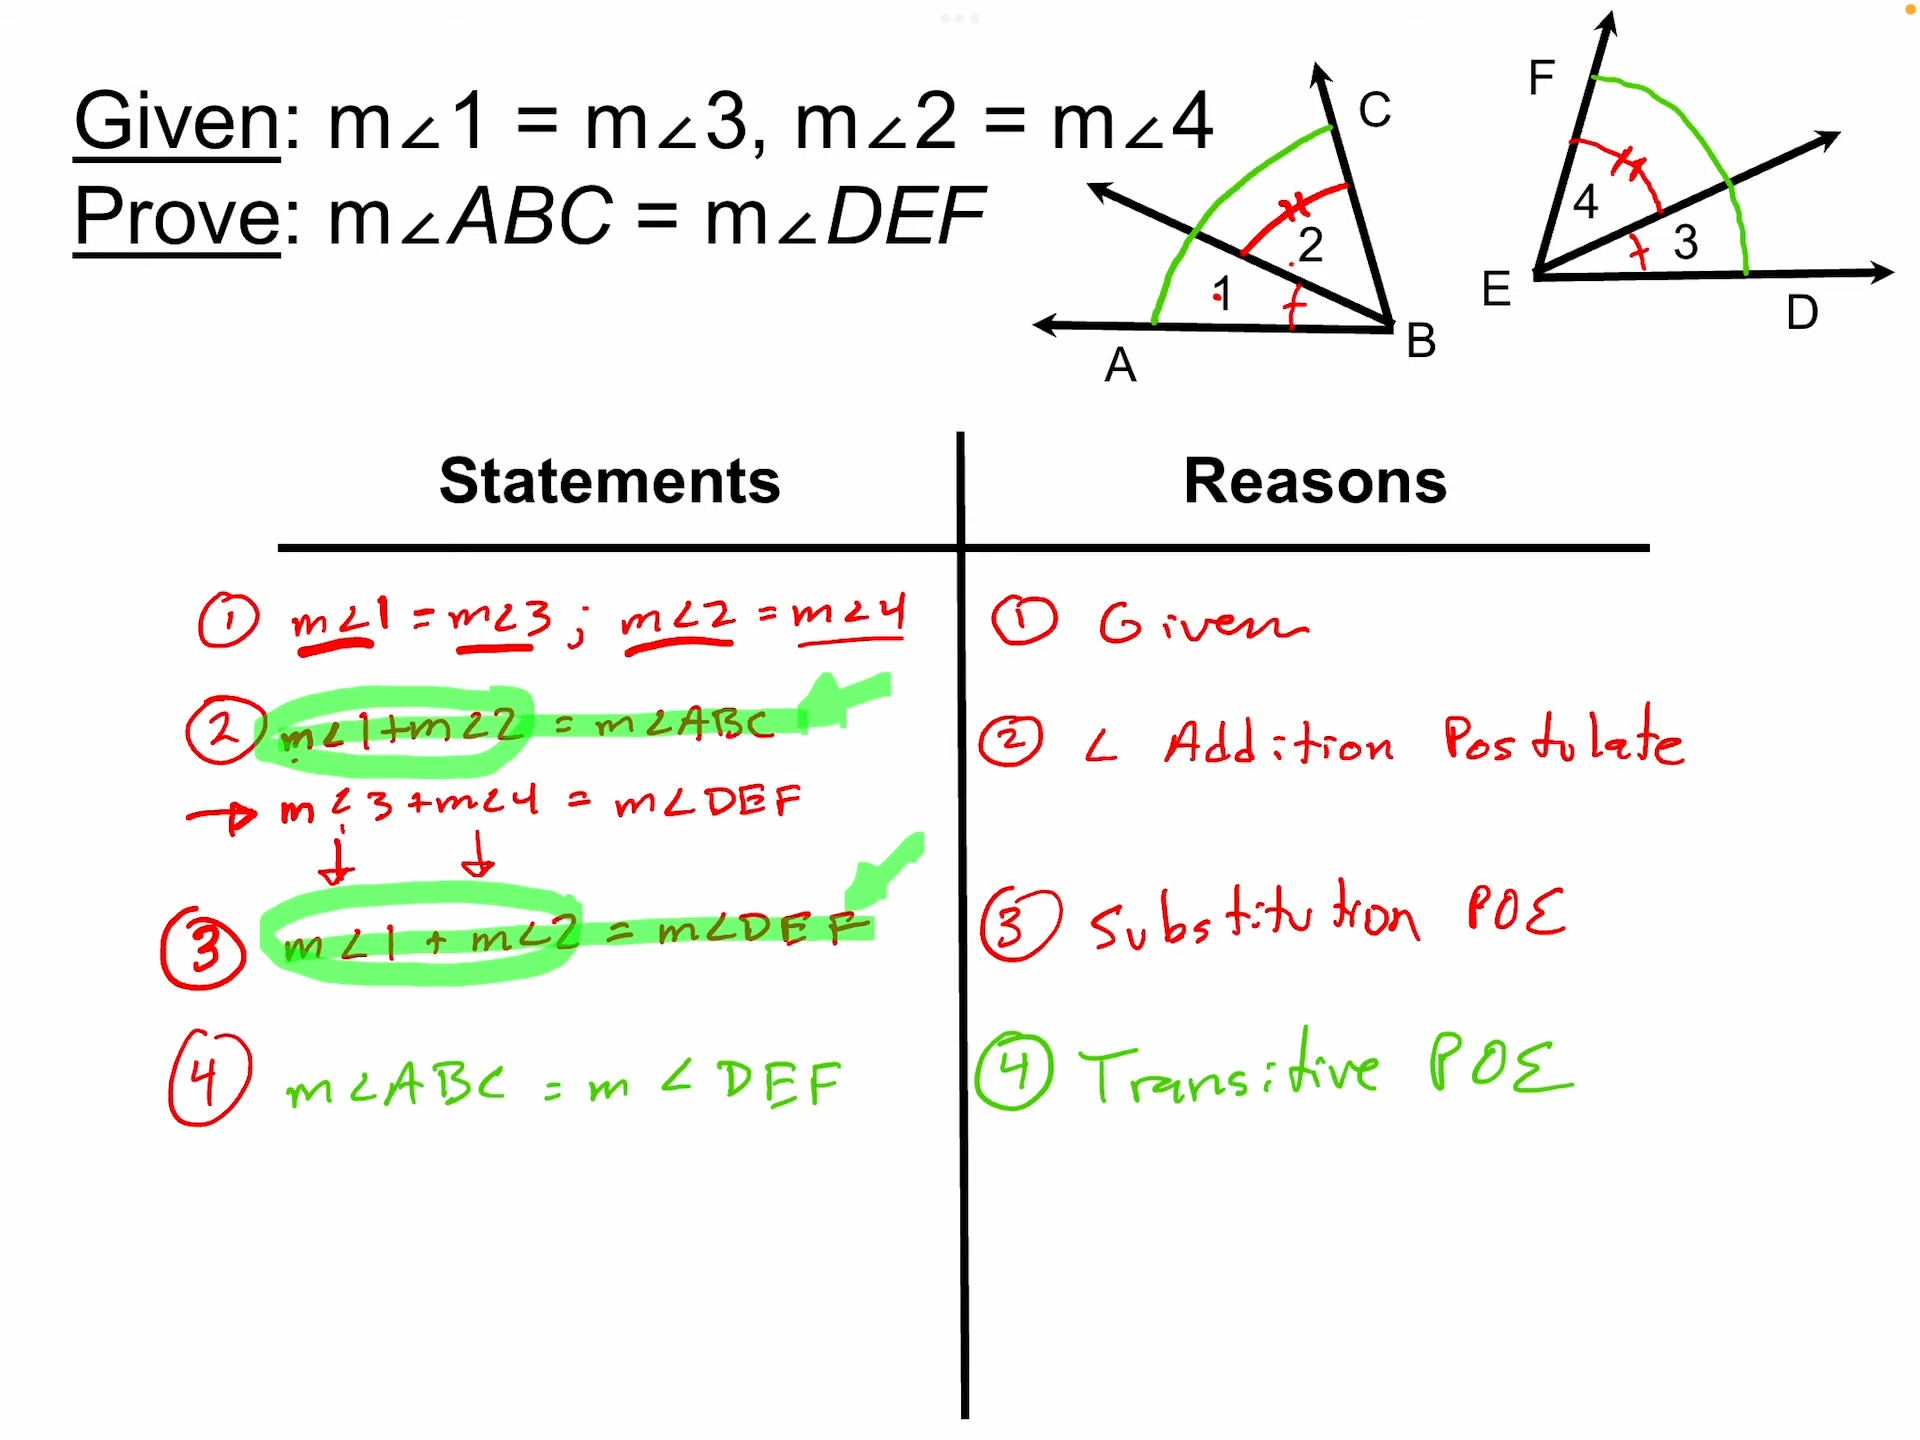 Given: m∠1 = m∠3, m∠2 = m∠4
Prove: m∠ABC = m∠DEF
C
2
1
A
B
F
4
3
E
D
Statements
Reasons
① m∠1 = m∠3 ; m∠2 = m∠4
① Given
② m∠1+m∠2 = m∠ABC
② ∠ Addition Postulate
→ m∠3+m∠4 = m∠DEF
③ m∠1 + m∠2 = m∠DEF
③ Substitution POE
④ m∠ABC = m∠DEF
④ Transitive POE